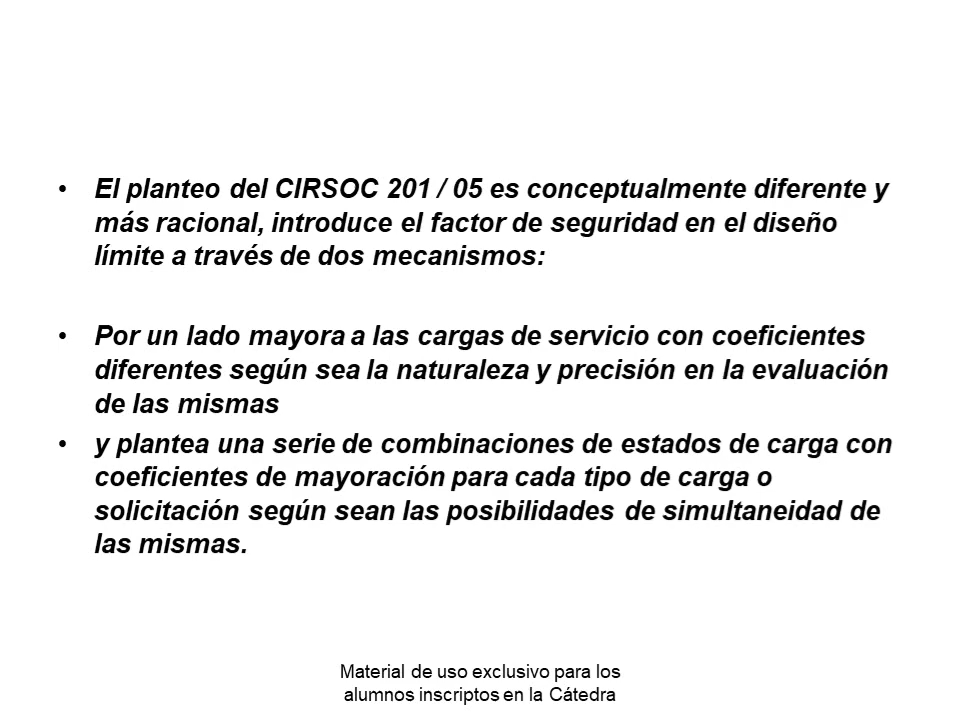 • El planteo del CIRSOC 201 / 05 es conceptualmente diferente y
más racional, introduce el factor de seguridad en el diseño
límite a través de dos mecanismos:
• Por un lado mayora a las cargas de servicio con coeficientes
diferentes según sea la naturaleza y precisión en la evaluación
de las mismas
• y plantea una serie de combinaciones de estados de carga con
coeficientes de mayoración para cada tipo de carga o
solicitación según sean las posibilidades de simultaneidad de
las mismas.
Material de uso exclusivo para los
alumnos inscriptos en la Cátedra